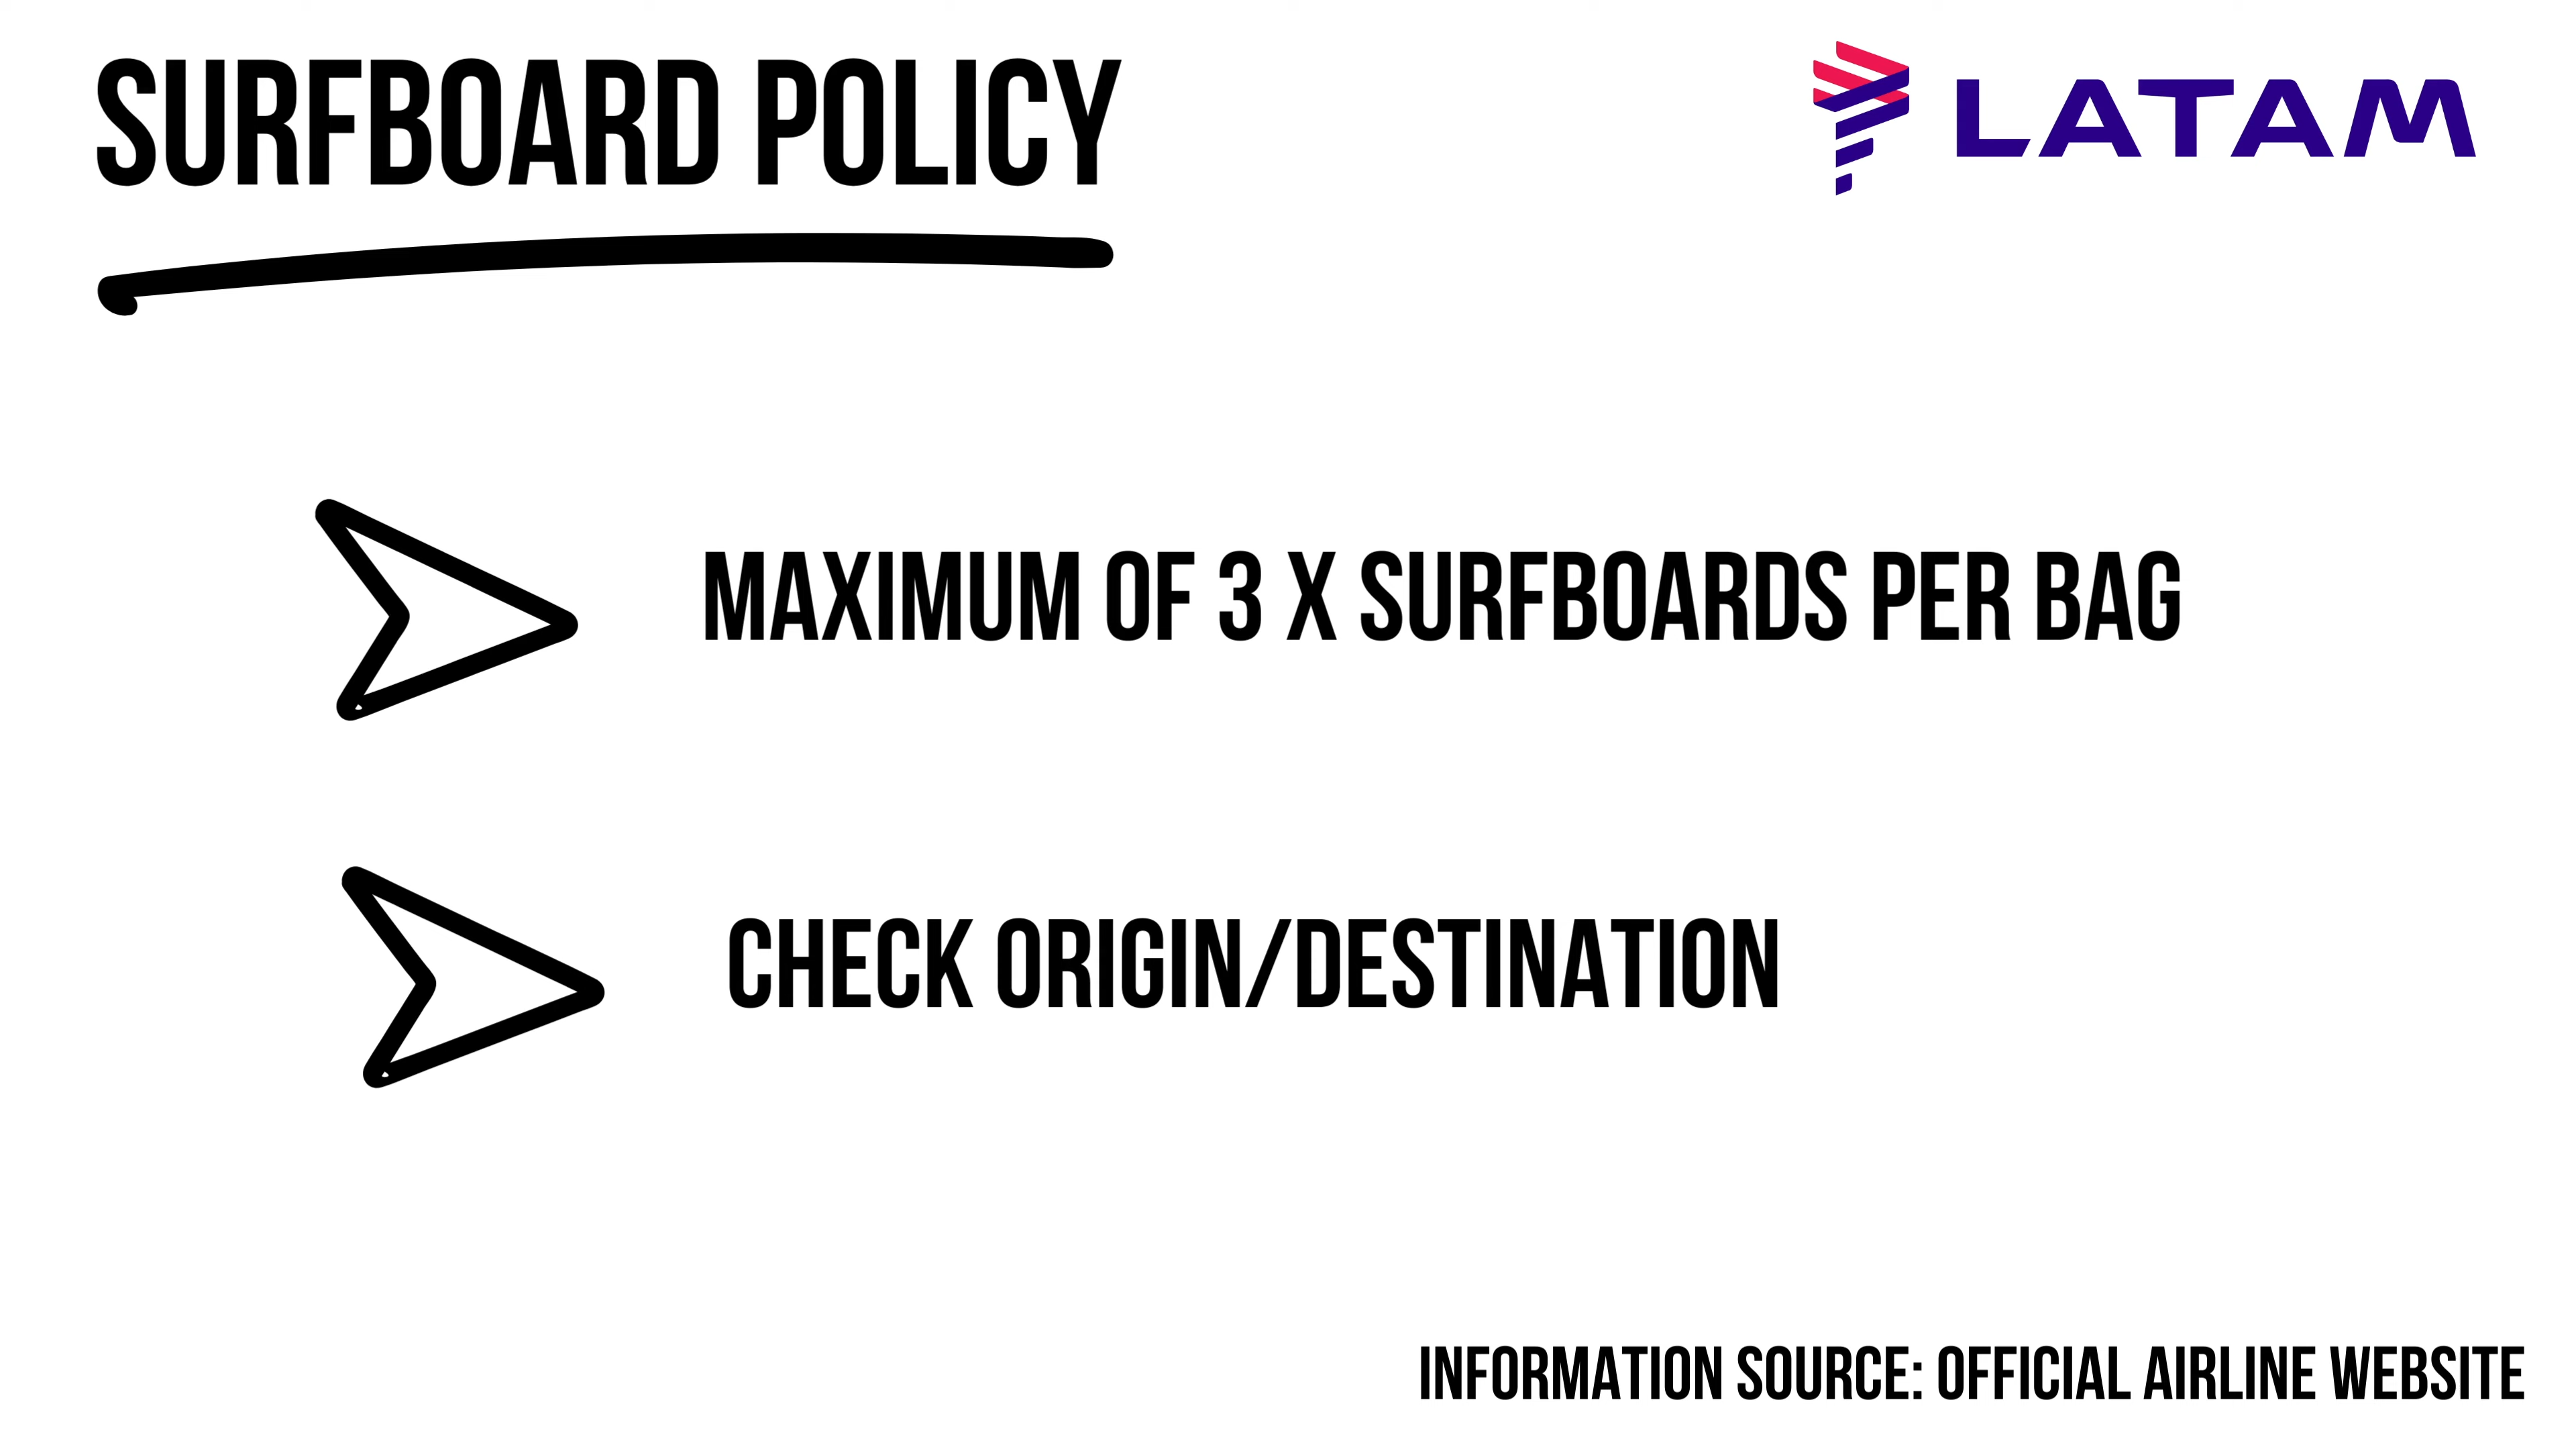 SURFBOARD POLICY
LATAM
MAXIMUM OF 3 X SURFBOARDS PER BAG
CHECK ORIGIN/DESTINATION
INFORMATION SOURCE: OFFICIAL AIRLINE WEBSITE